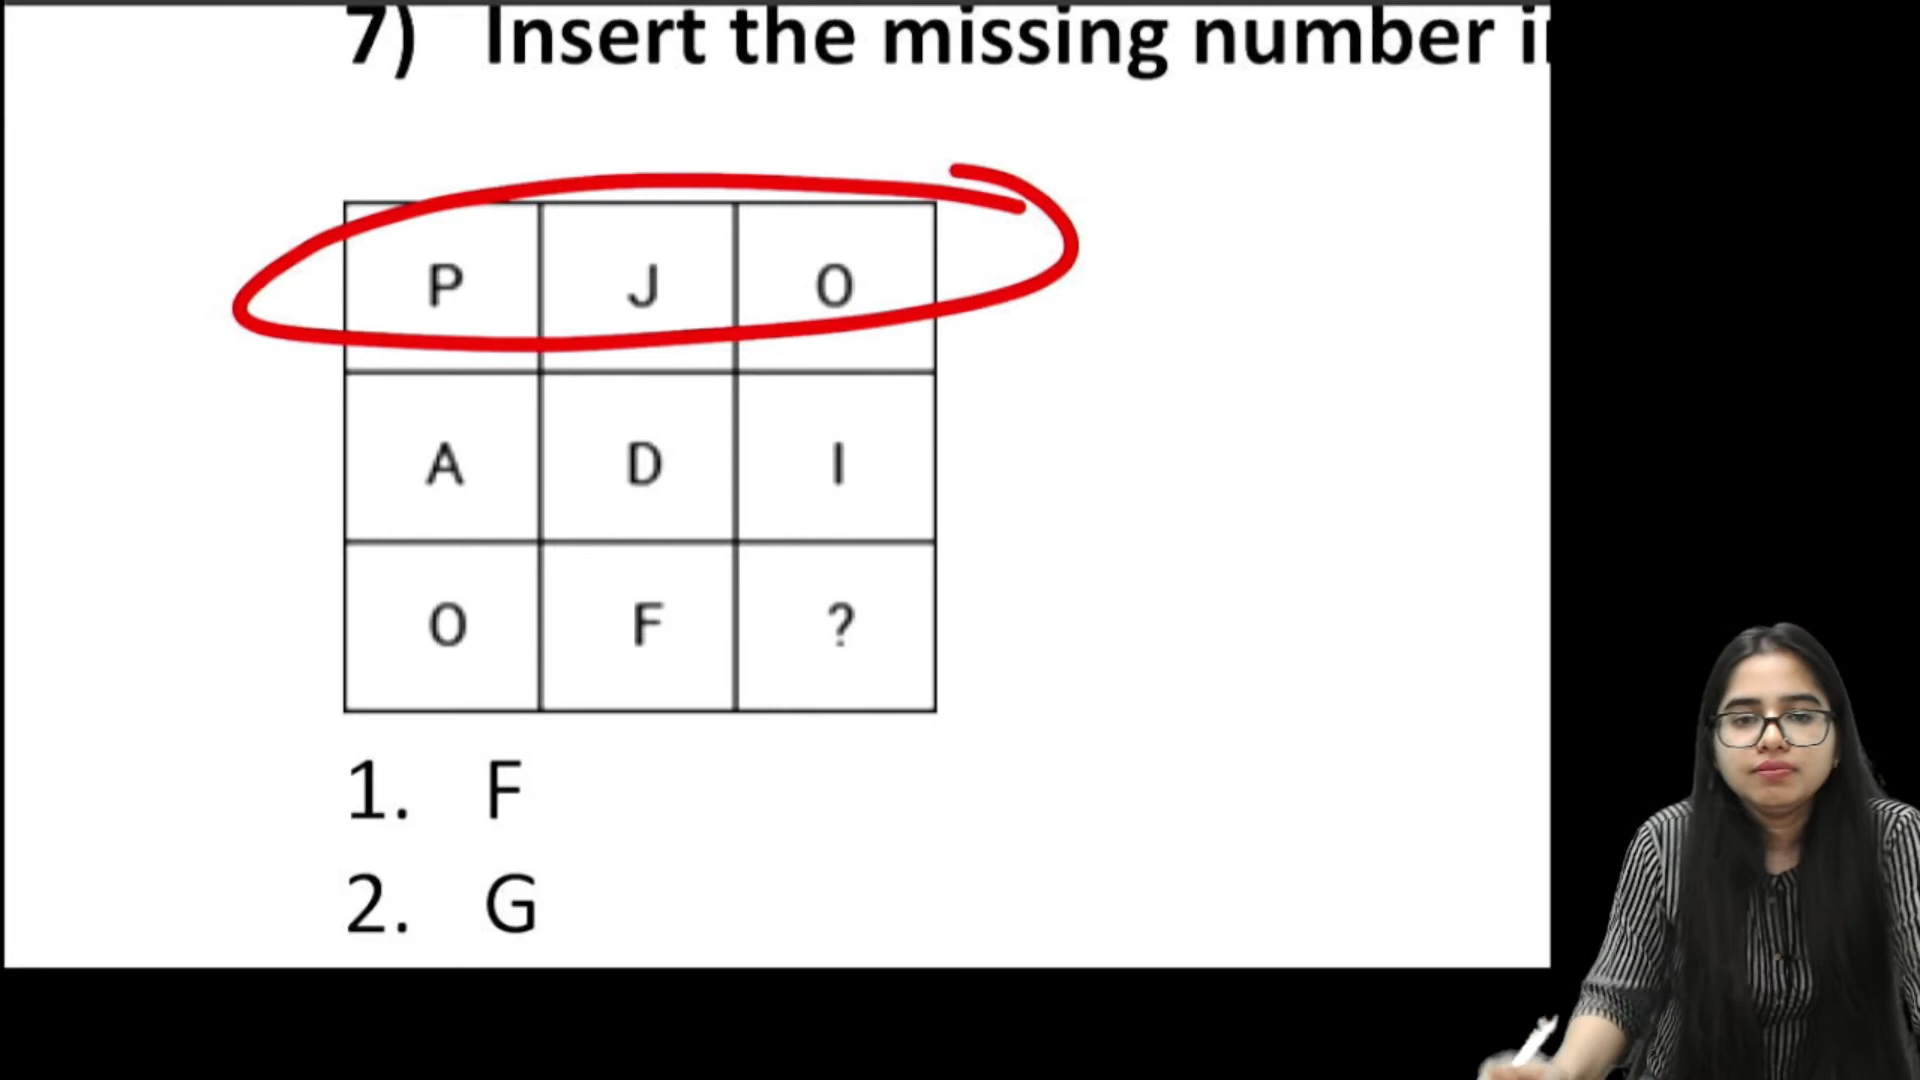 7) Insert the missing number
P J O
A D I
O F ?
1. F
2. G